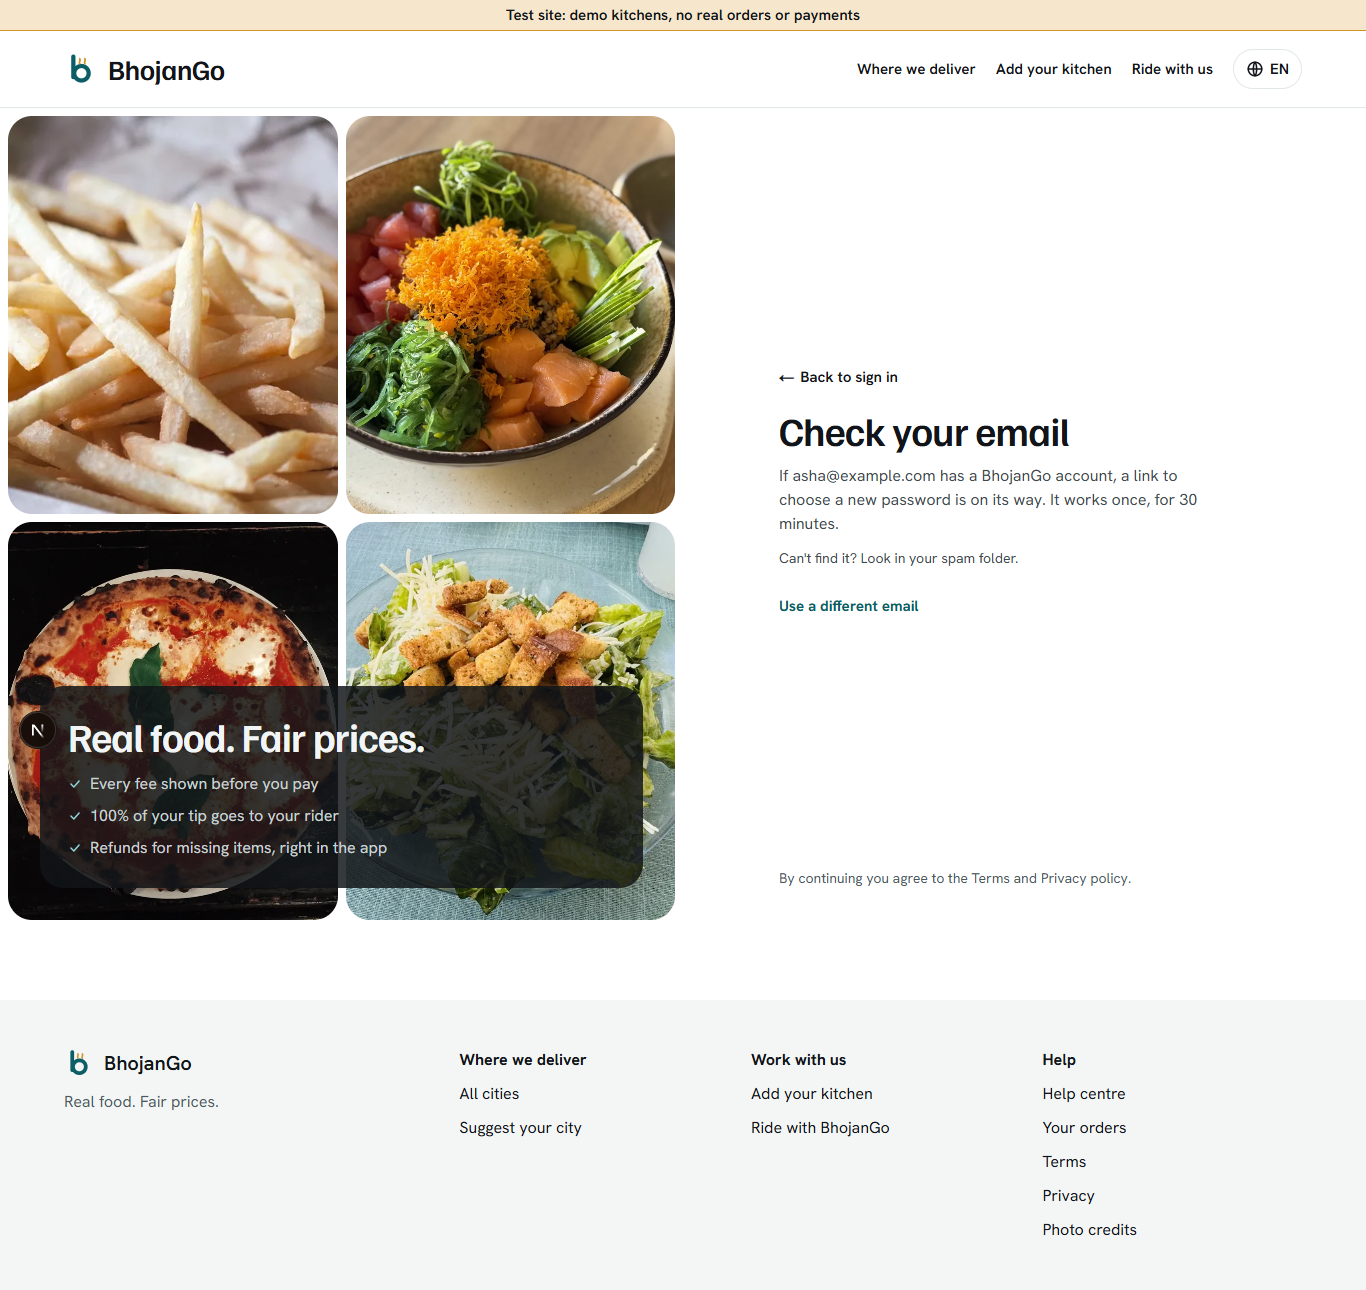 Test site: demo kitchens, no real orders or payments
BhojanGo
Where we deliver
Add your kitchen
Ride with us
EN
← Back to sign in
Check your email
If asha@example.com has a BhojanGo account, a link to
choose a new password is on its way. It works once, for 30
minutes.
Can't find it? Look in your spam folder.
Use a different email
N
Real food. Fair prices.
Every fee shown before you pay
100% of your tip goes to your rider
Refunds for missing items, right in the app
By continuing you agree to the Terms and Privacy policy.
BhojanGo
Real food. Fair prices.
Where we deliver
All cities
Suggest your city
Work with us
Add your kitchen
Ride with BhojanGo
Help
Help centre
Your orders
Terms
Privacy
Photo credits